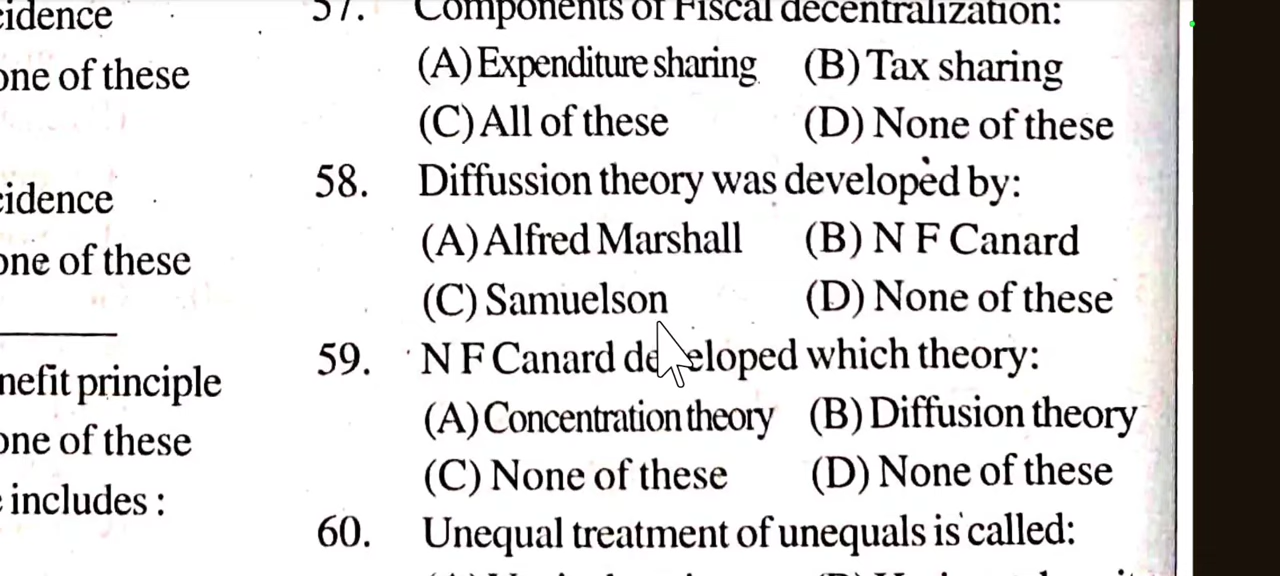 cidence
one of these
cidence
one of these
nefit principle
one of these
includes :
57. Components of Fiscal decentralization:
(A) Expenditure sharing (B) Tax sharing
(C) All of these (D) None of these
58. Diffussion theory was developed by:
(A) Alfred Marshall (B) N F Canard
(C) Samuelson (D) None of these
59. N F Canard developed which theory:
(A) Concentration theory (B) Diffusion theory
(C) None of these (D) None of these
60. Unequal treatment of unequals is called: